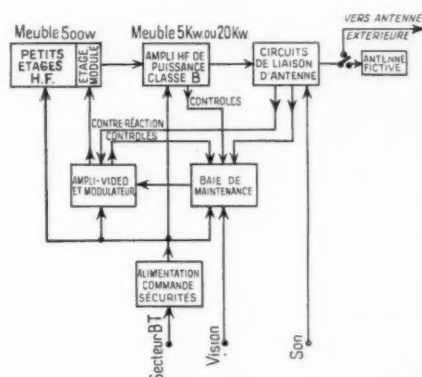 Meuble 500w
Meuble 5Kw. ou 20Kw
VERS ANTENNE
EXTERIEURE
PETITS
ETAGES
H.F.
ETAGE
MODULE
AMPLI HF DE
PUISSANCE
CLASSE B
CIRCUITS
DE LIAISON
D'ANTENNE
ANTENNE
FICTIVE.
CONTROLES
CONTRE-RÉACTION
CONTROLES
AMPLI-VIDEO
ET MODULATEUR
BAIE DE
MAINTENANCE
ALIMENTATION
COMMANDE
SÉCURITÉS
Secteur BT
Vision
Son